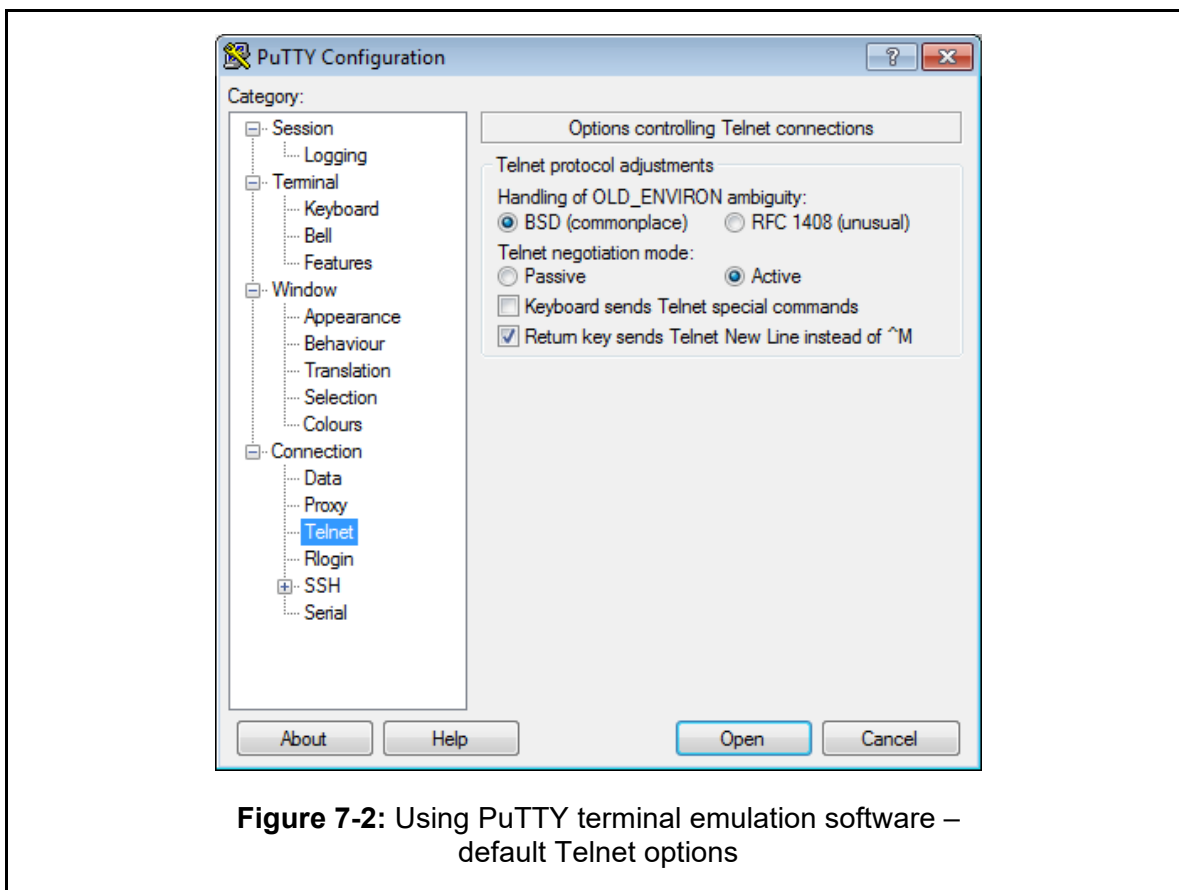 PuTTY Configuration
Category:
Session
Logging
Terminal
Keyboard
Bell
Features
Window
Appearance
Behaviour
Translation
Selection
Colours
Connection
Data
Proxy
Telnet
Rlogin
SSH
Serial
Options controlling Telnet connections
Telnet protocol adjustments
Handling of OLD_ENVIRON ambiguity:
BSD (commonplace) RFC 1408 (unusual)
Telnet negotiation mode:
Passive Active
Keyboard sends Telnet special commands
Return key sends Telnet New Line instead of ^M
About Help Open Cancel
Figure 7-2: Using PuTTY terminal emulation software –
default Telnet options